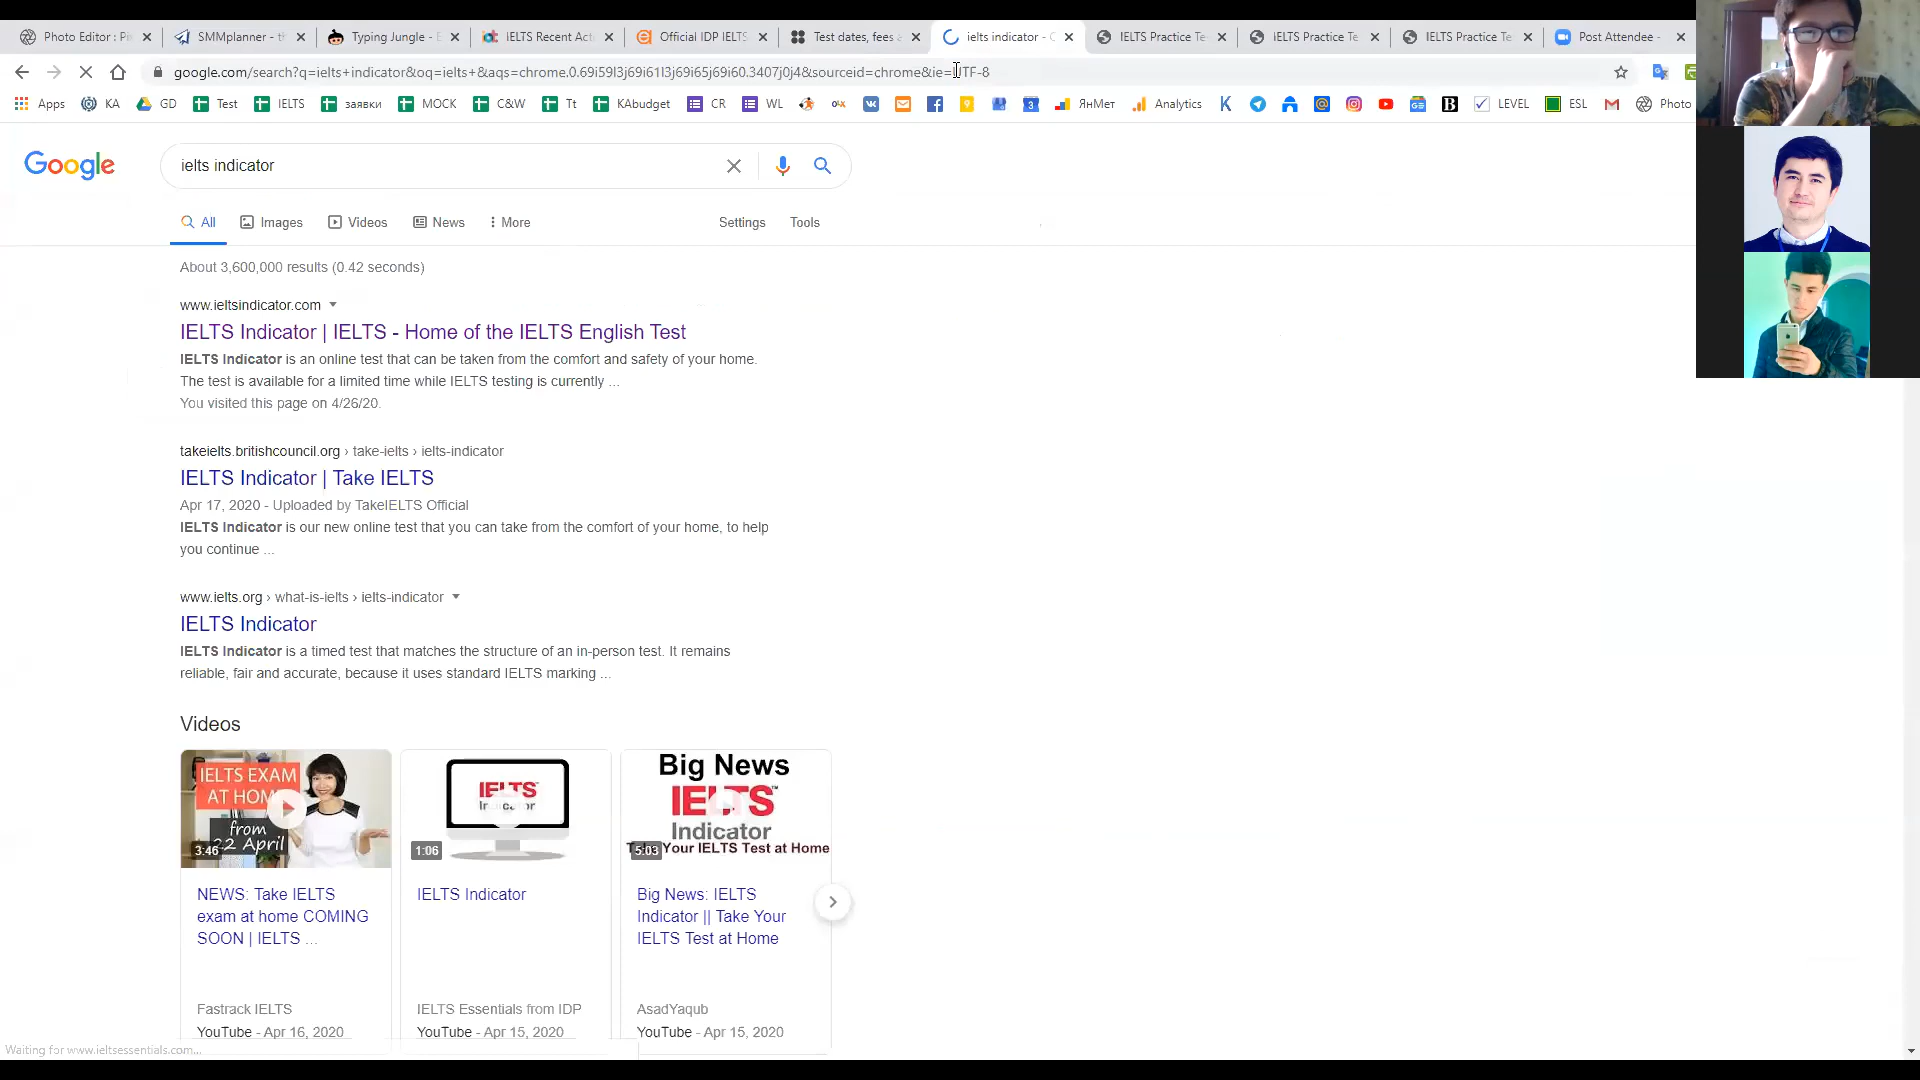 Photo Editor : Pi
SMMplanner - 
Typing Jungle - E
IELTS Recent Act
Official IDP IELTS
Test dates, fees a
ielts indicator - G
IELTS Practice Te
IELTS Practice Te
IELTS Practice Te
Post Attendee -
google.com/search?q=ielts+indicator&oq=ielts+&aqs=chrome.0.69i59l3j69i61l3j69i65j69i60.3407j0j4&sourceid=chrome&ie=UTF-8
Apps KA GD Test IELTS заявки MOCK C&W Tt KAbudget CR WL ЯнМет Analytics LEVEL ESL Photo
Google
ielts indicator
All Images Videos News More Settings Tools
About 3,600,000 results (0.42 seconds)
www.ieltsindicator.com
IELTS Indicator | IELTS - Home of the IELTS English Test
IELTS Indicator is an online test that can be taken from the comfort and safety of your home.
The test is available for a limited time while IELTS testing is currently ...
You visited this page on 4/26/20.
takeielts.britishcouncil.org › take-ielts › ielts-indicator
IELTS Indicator | Take IELTS
Apr 17, 2020 - Uploaded by TakeIELTS Official
IELTS Indicator is our new online test that you can take from the comfort of your home, to help
you continue ...
www.ielts.org › what-is-ielts › ielts-indicator
IELTS Indicator
IELTS Indicator is a timed test that matches the structure of an in-person test. It remains
reliable, fair and accurate, because it uses standard IELTS marking ...
Videos
IELTS EXAM
AT HOME
from
22 April
3:46
NEWS: Take IELTS
exam at home COMING
SOON | IELTS ...
Fastrack IELTS
YouTube - Apr 16, 2020
IELTS
Indicator
1:06
IELTS Indicator
IELTS Essentials from IDP
YouTube - Apr 15, 2020
Big News
IELTS™
Indicator
Take Your IELTS Test at Home
5:03
Big News: IELTS
Indicator || Take Your
IELTS Test at Home
AsadYaqub
YouTube - Apr 15, 2020
Waiting for www.ieltsessentials.com...